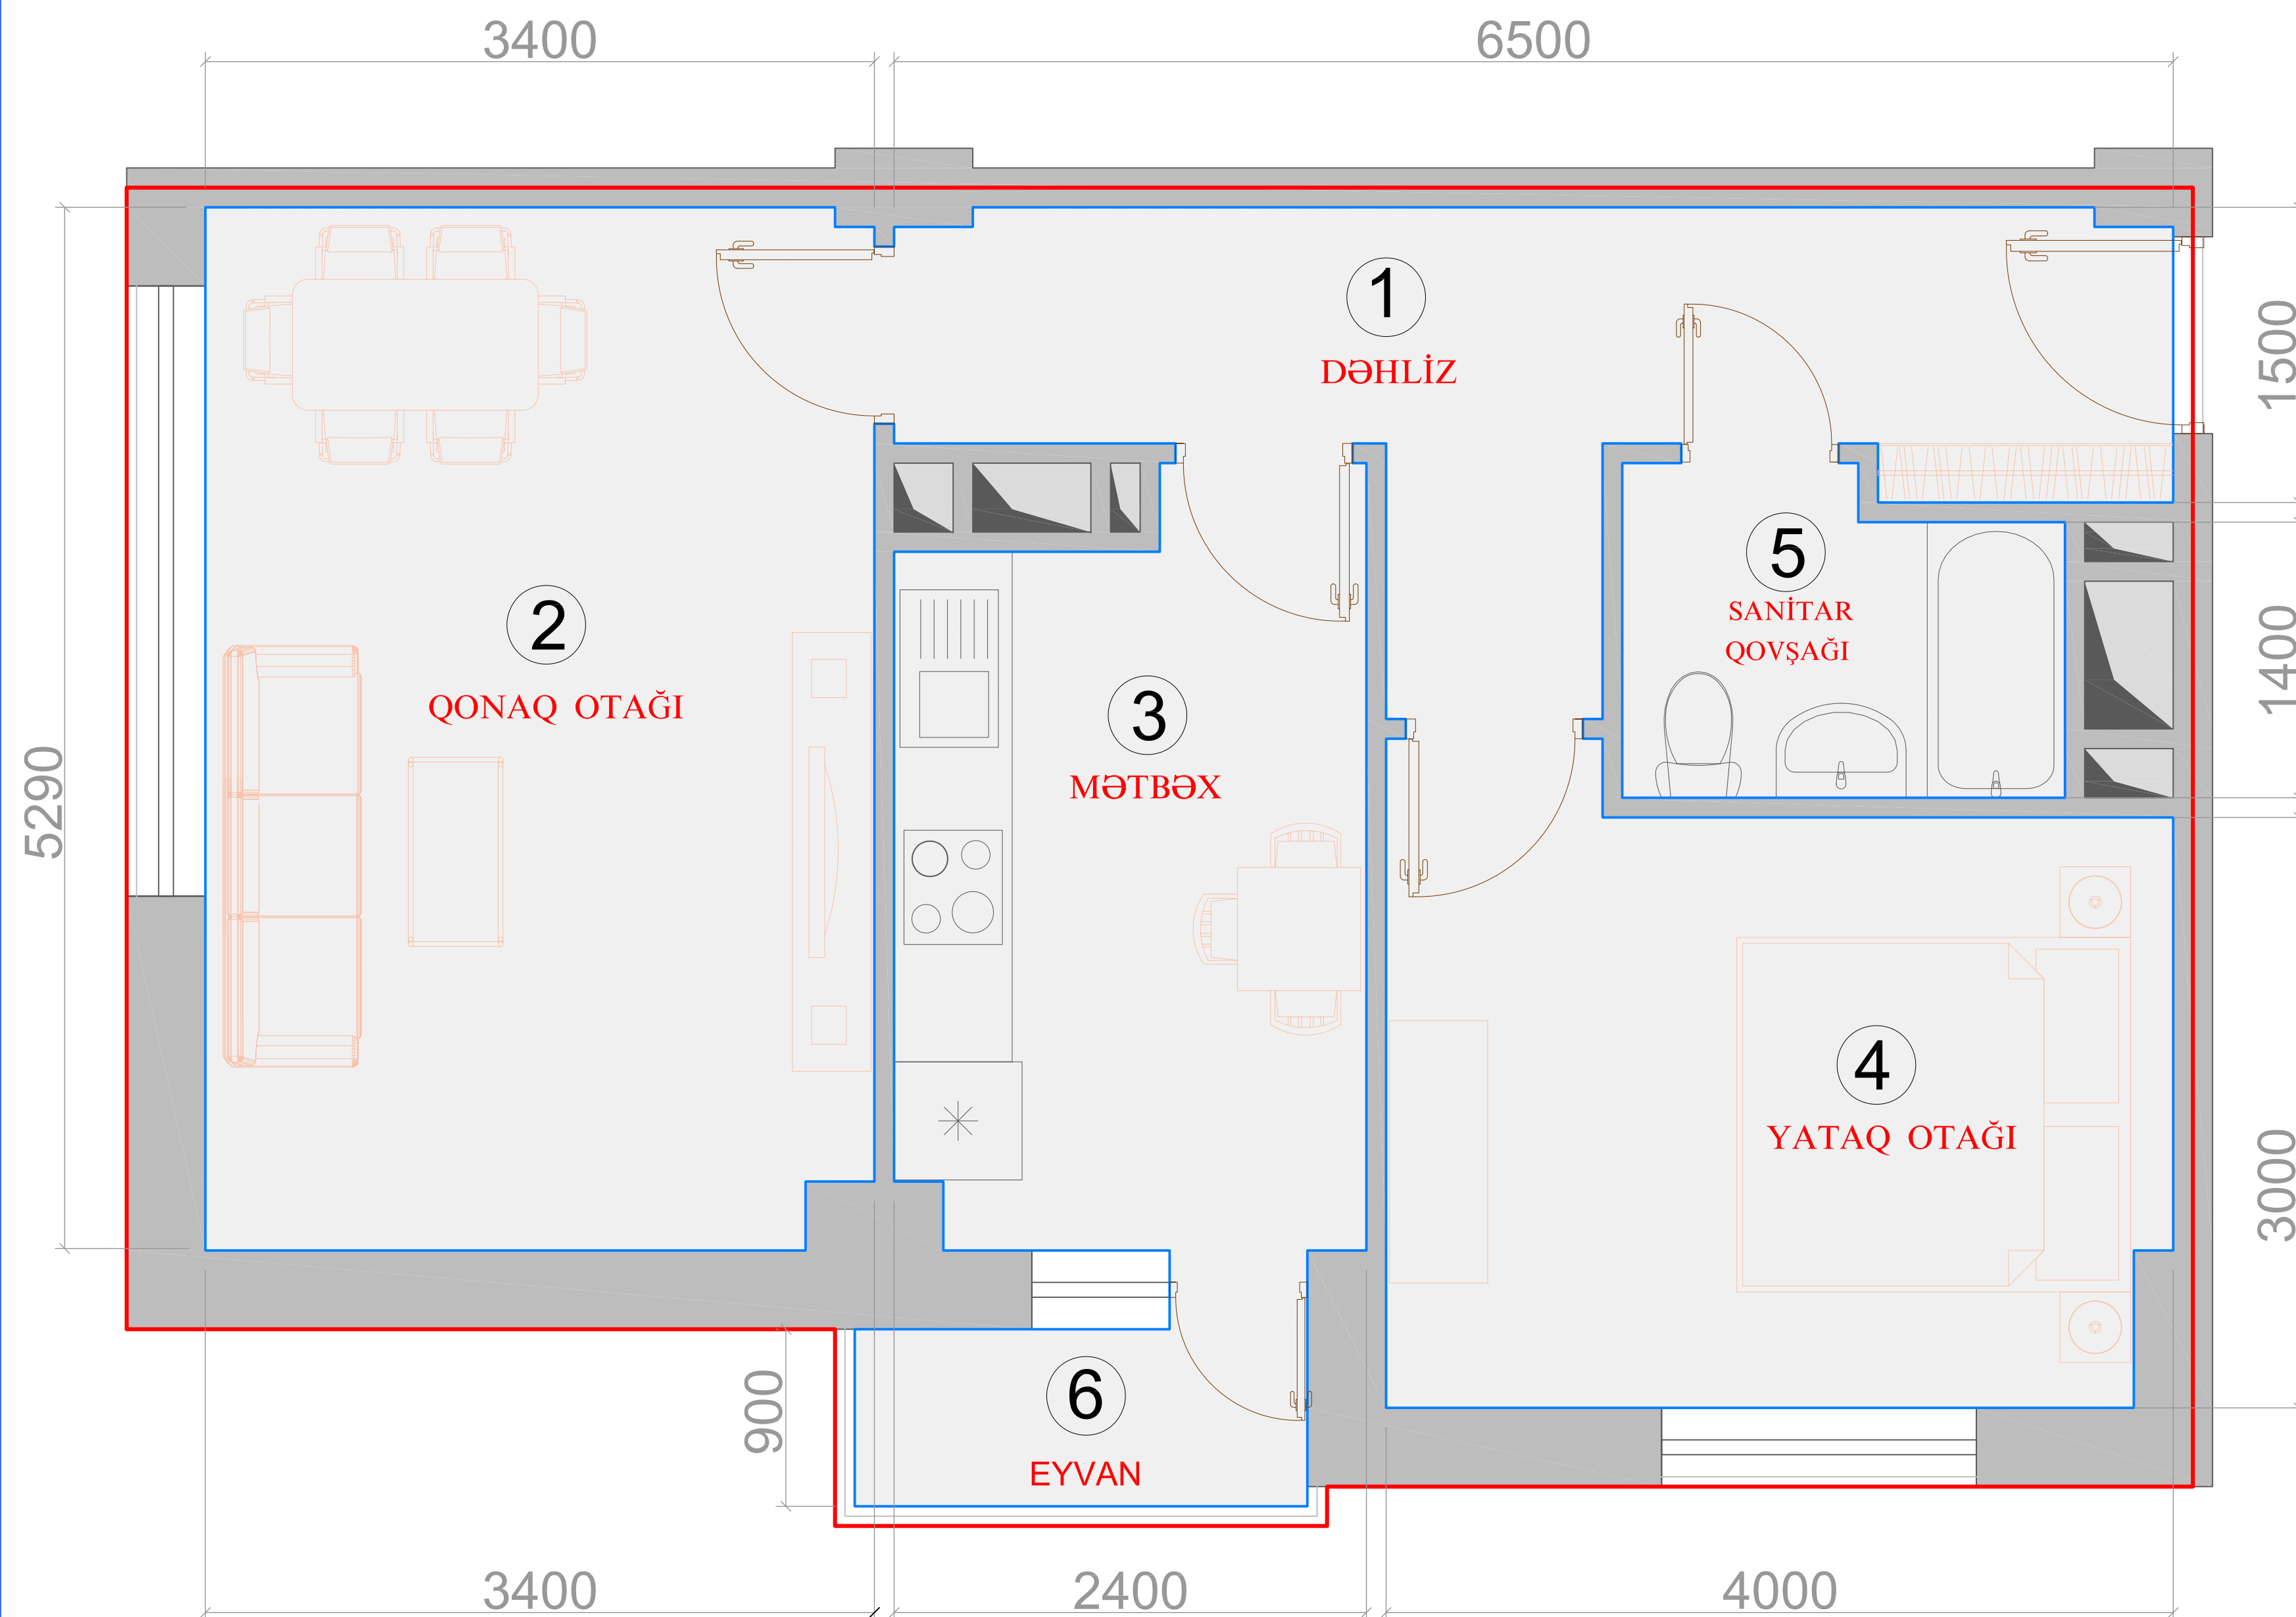 3400
6500
1
DƏHLİZ
1500
2
QONAQ OTAĞI
3
MƏTBƏX
5
SANİTAR
QOVŞAĞI
1400
5290
4
YATAQ OTAĞI
3000
6
EYVAN
900
3400
2400
4000